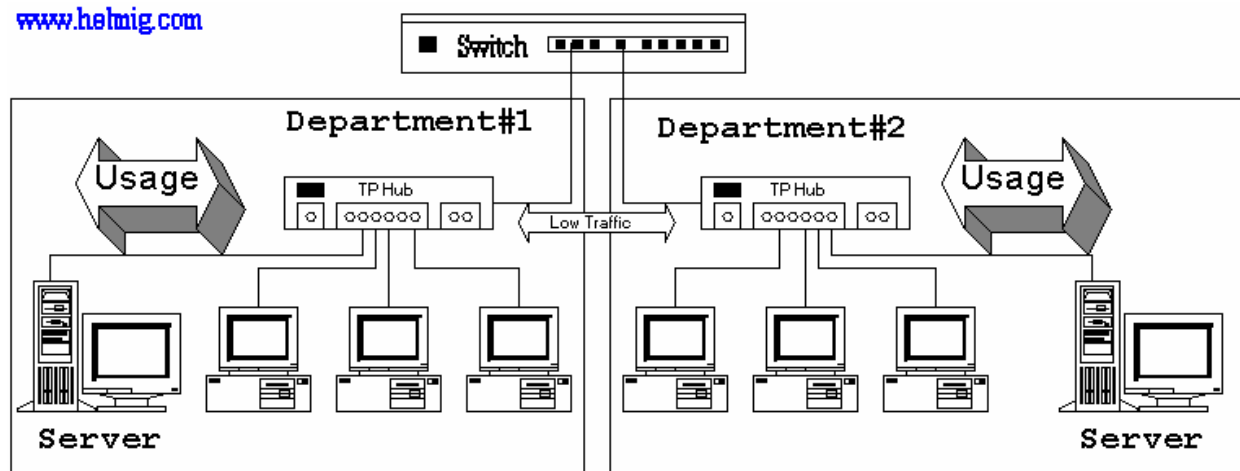 www.helmig.com
Switch
Department#1
Department#2
Usage
TP Hub
Low Traffic
TP Hub
Usage
Server
Server